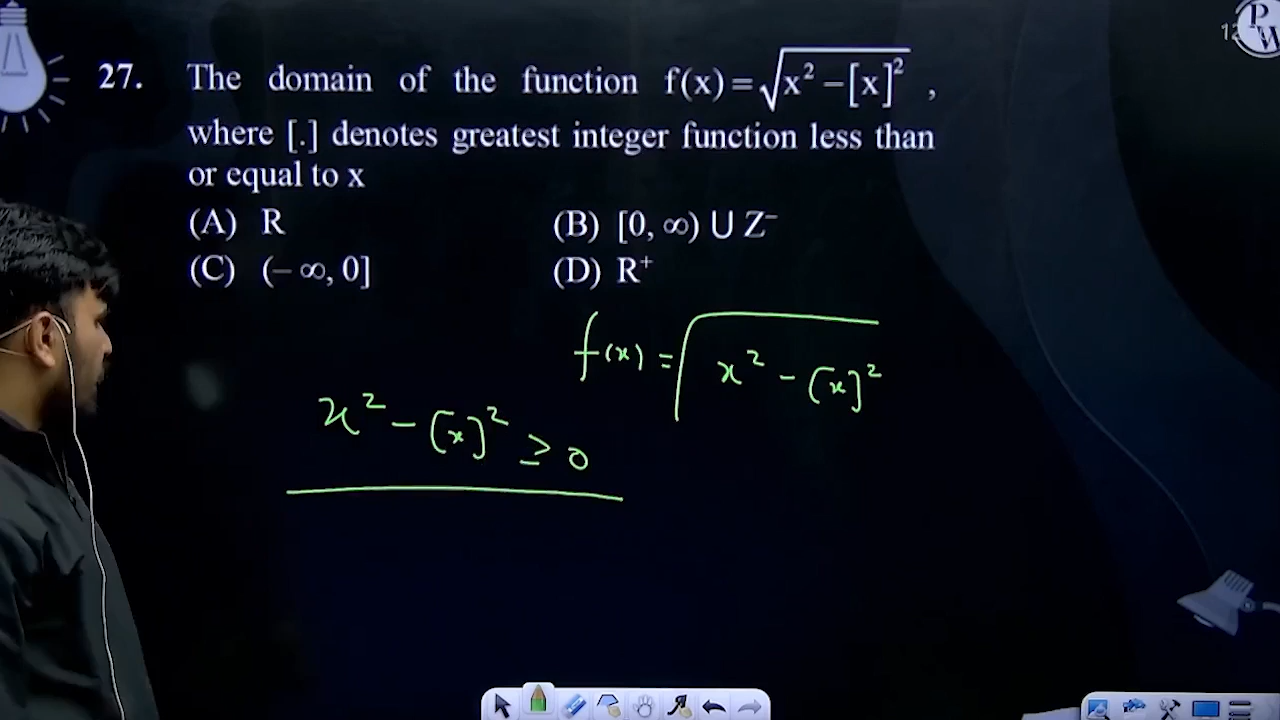 P
W
27. The domain of the function f(x) = √(x² – [x]²) ,
where [.] denotes greatest integer function less than
or equal to x
(A) R (B) [0, ∞) ∪ Z⁻
(C) (– ∞, 0] (D) R⁺
f(x) = √(x² – [x]²)
x² – [x]² ≥ 0